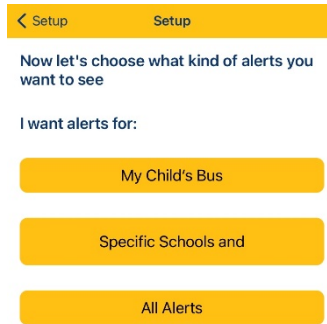 Setup Setup
Now let's choose what kind of alerts you
want to see
I want alerts for:
My Child's Bus
Specific Schools and
All Alerts